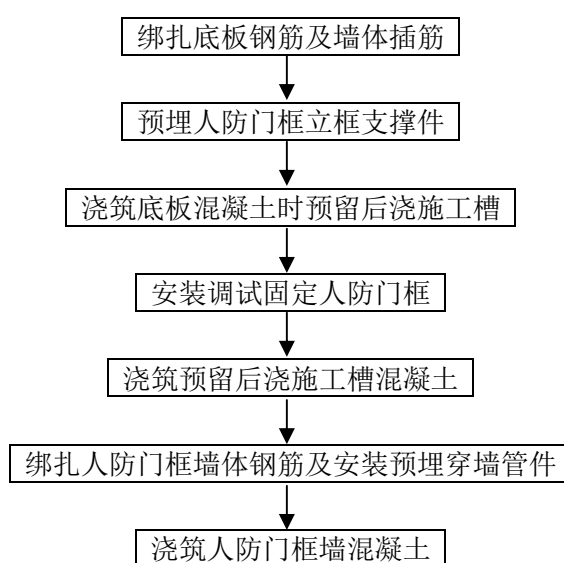 绑扎底板钢筋及墙体插筋
预埋人防门框立框支撑件
浇筑底板混凝土时预留后浇施工槽
安装调试固定人防门框
浇筑预留后浇施工槽混凝土
绑扎人防门框墙体钢筋及安装预埋穿墙管件
浇筑人防门框墙混凝土